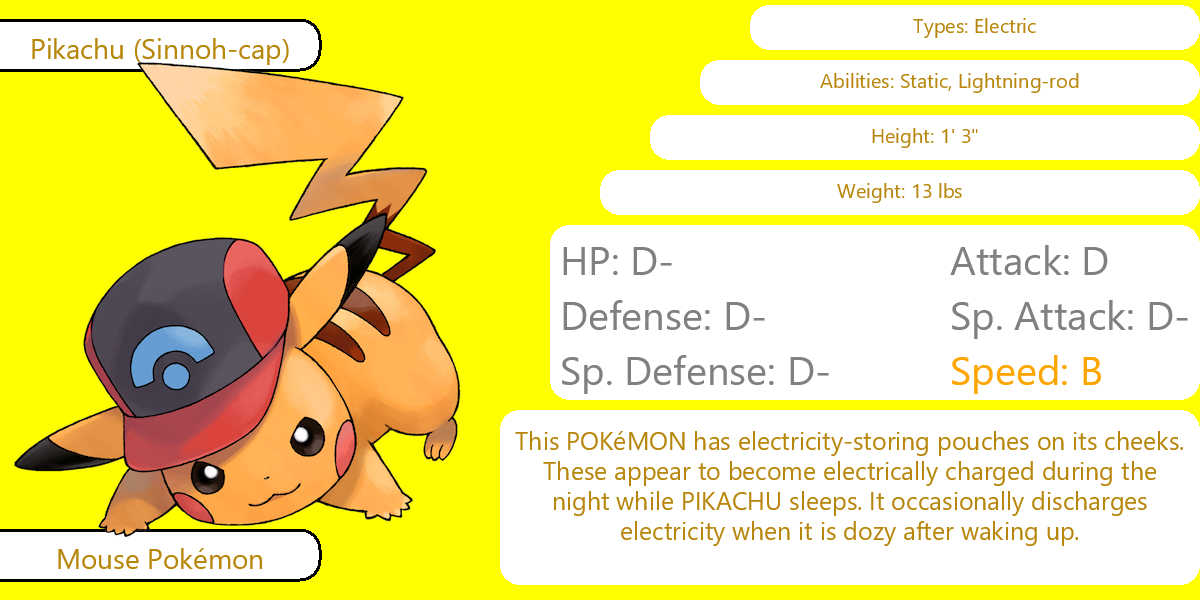 Pikachu (Sinnoh-cap)
Types: Electric
Abilities: Static, Lightning-rod
Height: 1' 3"
Weight: 13 lbs
HP: D-
Attack: D
Defense: D-
Sp. Attack: D-
Sp. Defense: D-
Speed: B
This POKéMON has electricity-storing pouches on its cheeks.
These appear to become electrically charged during the
night while PIKACHU sleeps. It occasionally discharges
electricity when it is dozy after waking up.
Mouse Pokémon